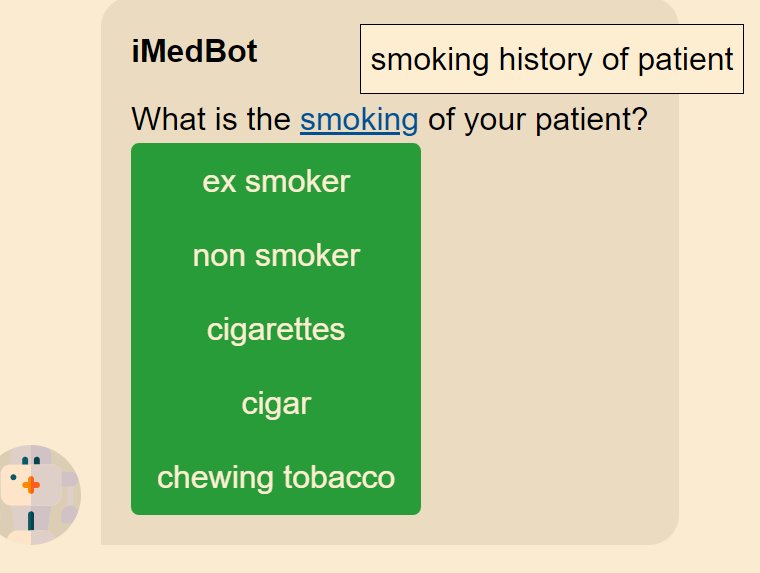 iMedBot
smoking history of patient
What is the smoking of your patient?
ex smoker
non smoker
cigarettes
cigar
chewing tobacco